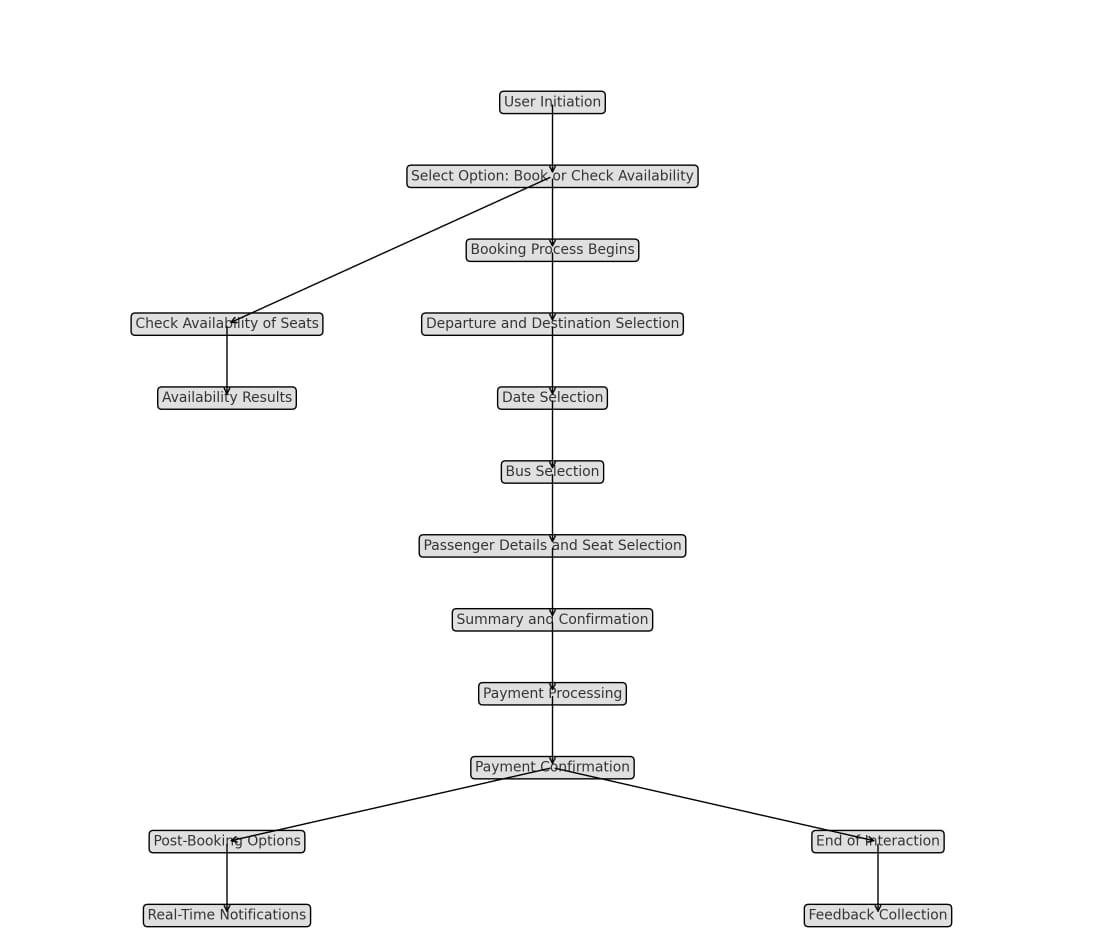 User Initiation
Select Option: Book or Check Availability
Booking Process Begins
Check Availability of Seats
Departure and Destination Selection
Availability Results
Date Selection
Bus Selection
Passenger Details and Seat Selection
Summary and Confirmation
Payment Processing
Payment Confirmation
Post-Booking Options
End of Interaction
Real-Time Notifications
Feedback Collection